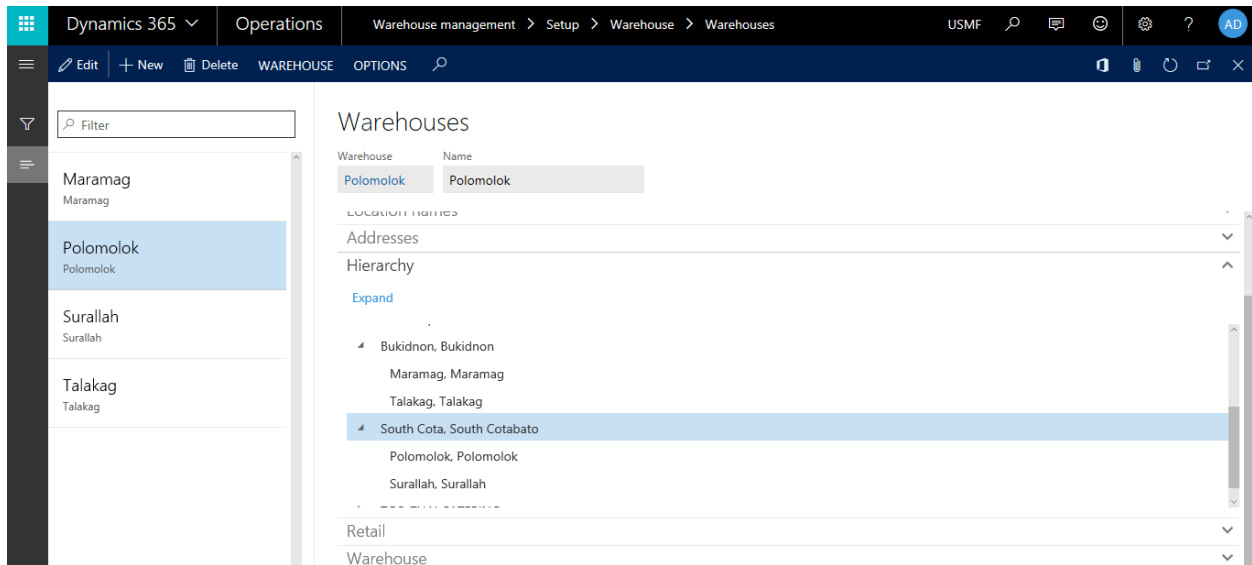 Dynamics 365 Operations Warehouse management > Setup > Warehouse > Warehouses USMF ? AD
Edit + New Delete WAREHOUSE OPTIONS
Filter
Maramag
Maramag
Polomolok
Polomolok
Surallah
Surallah
Talakag
Talakag
Warehouses
Warehouse Name
Polomolok Polomolok
Location names
Addresses
Hierarchy
Expand
Bukidnon, Bukidnon
Maramag, Maramag
Talakag, Talakag
South Cota, South Cotabato
Polomolok, Polomolok
Surallah, Surallah
Retail
Warehouse